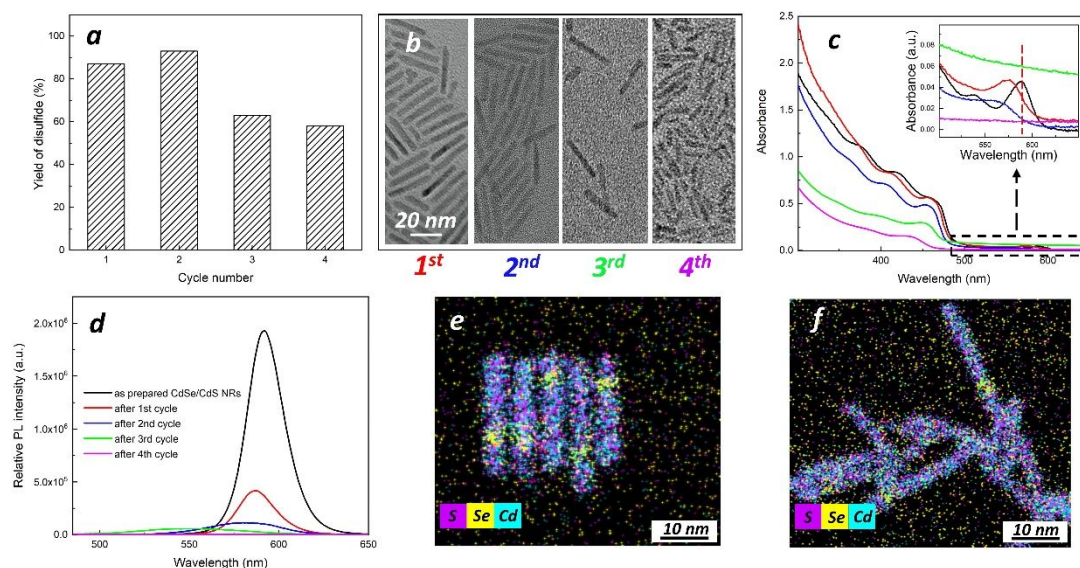 a
100
80
60
40
20
0
Yield of disulfide (%)
1 2 3 4
Cycle number
b
20 nm
1st 2nd 3rd 4th
c
2.5
2.0
1.5
1.0
0.5
0.0
Absorbance
400 500 600
Wavelength (nm)
0.08
0.06
0.04
0.02
0.00
Absorbance (a.u.)
550 600
Wavelength (nm)
d
2.0x10⁶
1.5x10⁶
1.0x10⁶
5.0x10⁵
0.0
Relative PL intensity (a.u.)
as prepared CdSe/CdS NRs
after 1st cycle
after 2nd cycle
after 3rd cycle
after 4th cycle
500 550 600 650
Wavelength (nm)
e
S Se Cd
10 nm
f
S Se Cd
10 nm